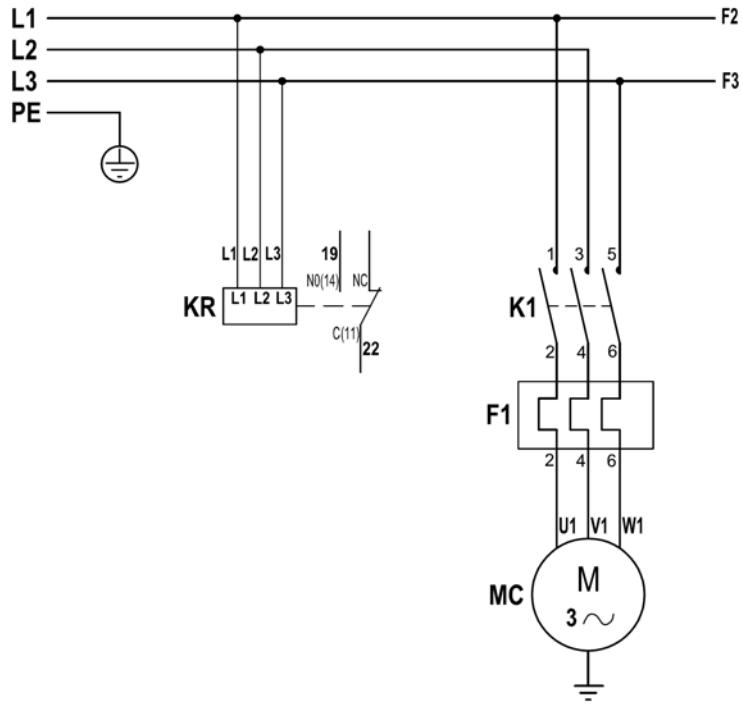 L1 F2
L2
L3 F3
PE
L1 L2 L3 19 1 3 5
N0(14) NC
KR L1 L2 L3 K1
C(11)
22 2 4 6
F1
2 4 6
U1 V1 W1
MC M
3